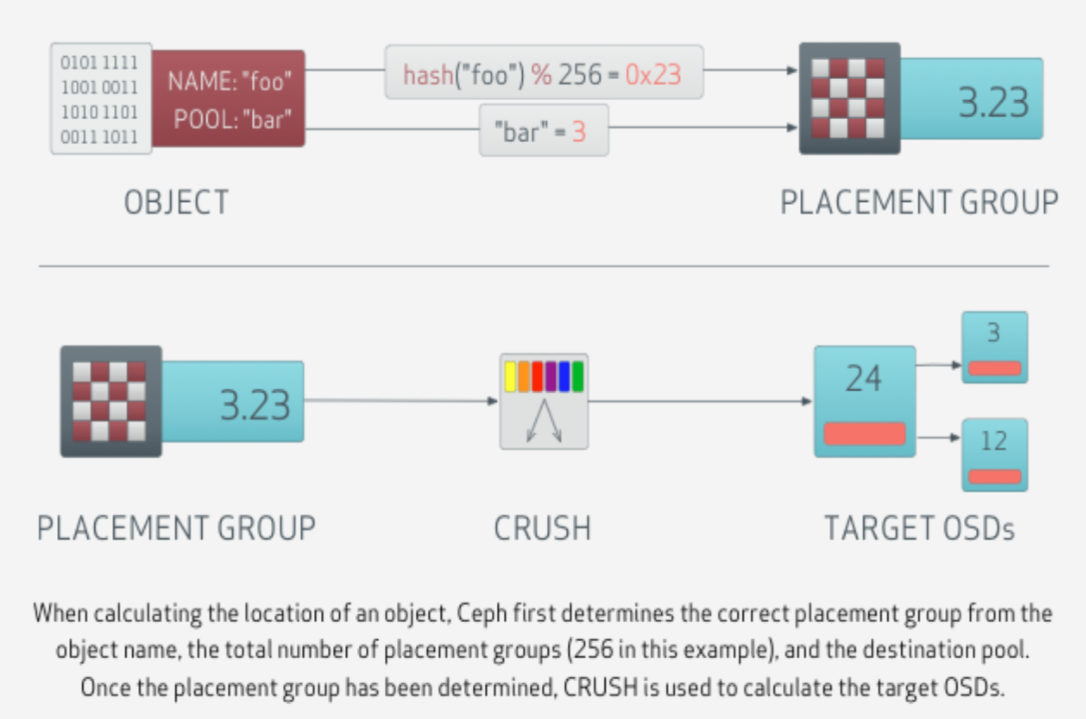 0101 1111
1001 0011
1010 1101
0011 1011
NAME: "foo"
POOL: "bar"
hash("foo") % 256 = 0x23
"bar" = 3
3.23
OBJECT
PLACEMENT GROUP
3.23
24
3
12
PLACEMENT GROUP
CRUSH
TARGET OSDs
When calculating the location of an object, Ceph first determines the correct placement group from the
object name, the total number of placement groups (256 in this example), and the destination pool.
Once the placement group has been determined, CRUSH is used to calculate the target OSDs.